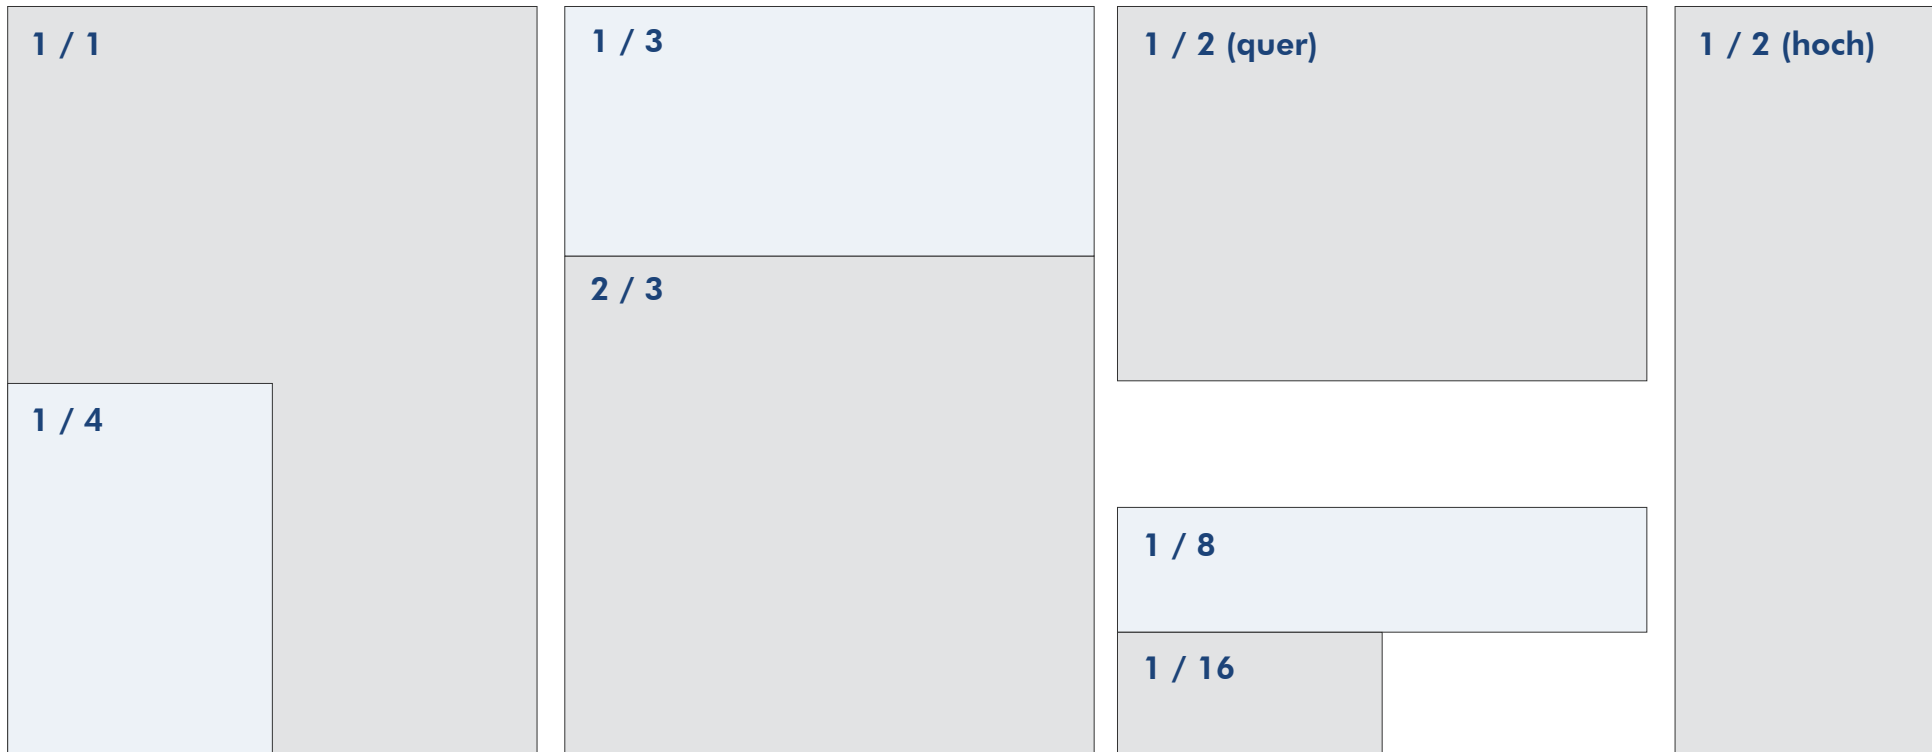 1 / 1
1 / 4
1 / 3
2 / 3
1 / 2 (quer)
1 / 8
1 / 16
1 / 2 (hoch)